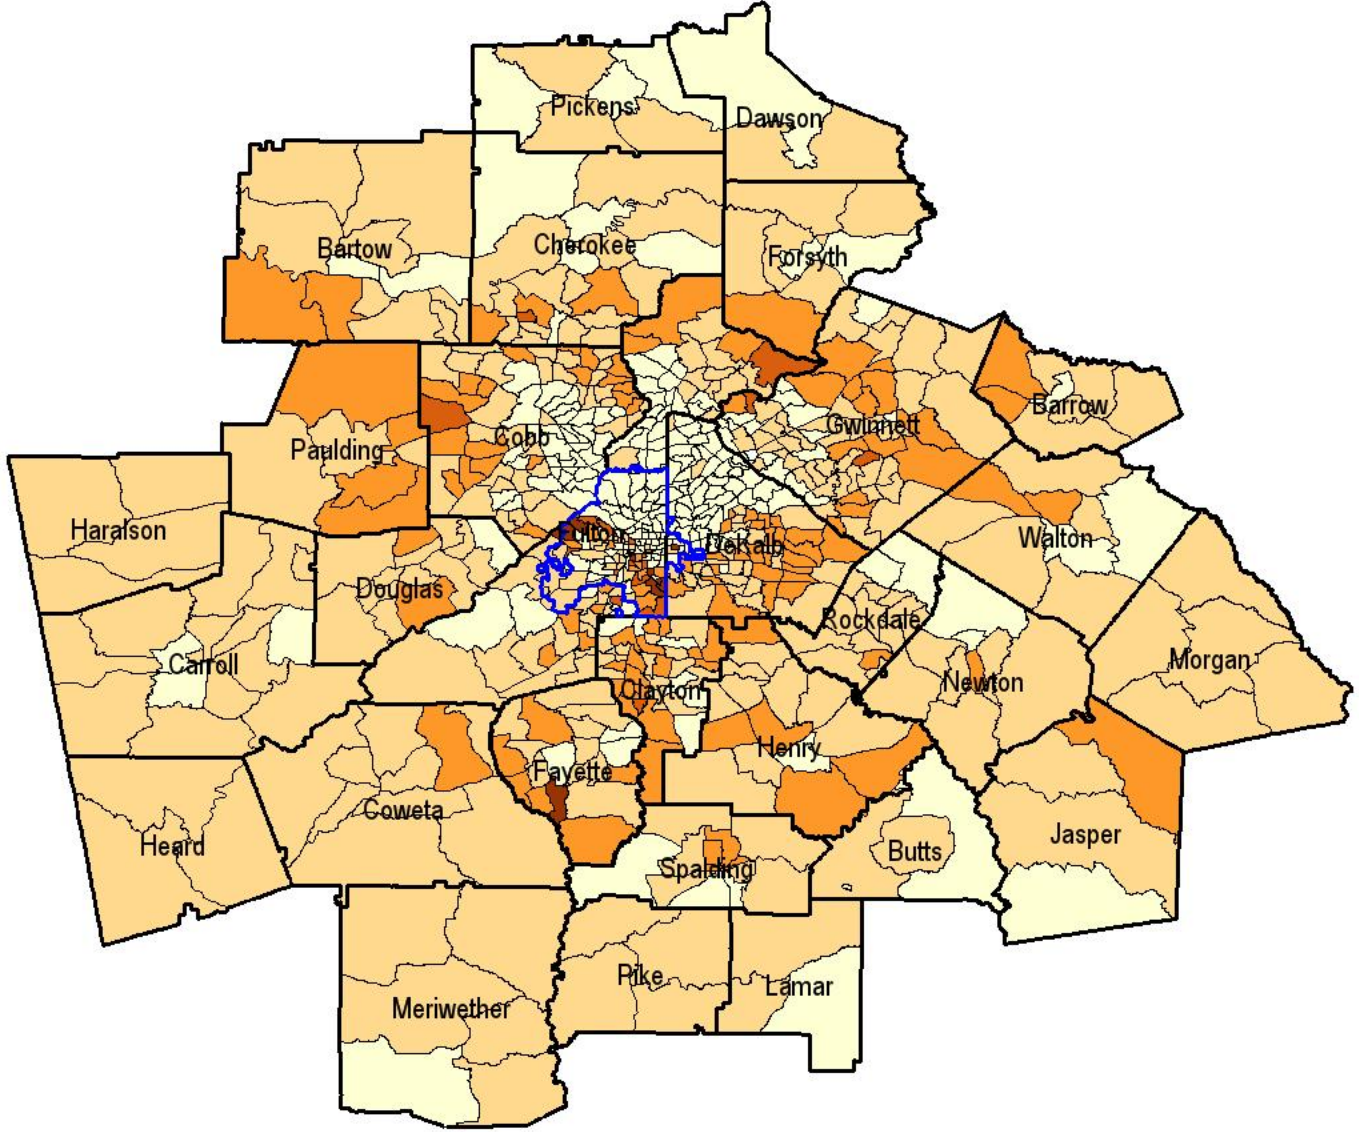 Pickens
Dawson
Bartow
Cherokee
Forsyth
Barrow
Cobb
Gwinnett
Paulding
Haralson
Fulton
DeKalb
Walton
Douglas
Rockdale
Carroll
Clayton
Newton
Morgan
Henry
Fayette
Coweta
Heard
Spalding
Butts
Jasper
Pike
Lamar
Meriwether